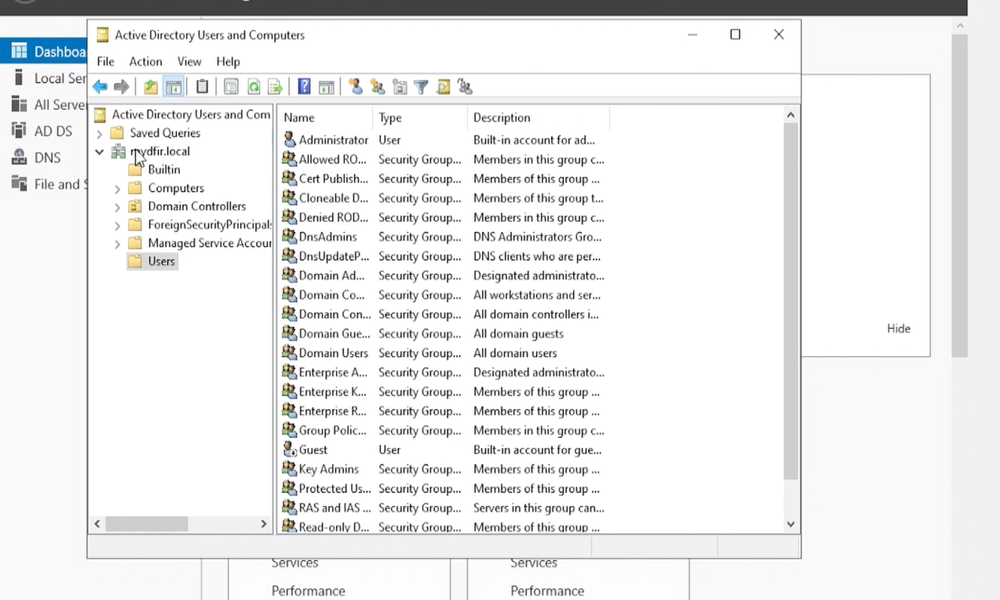 Active Directory Users and Computers
File Action View Help
Dashboa
Local Ser
All Serve
AD DS
DNS
File and S
Active Directory Users and Com
Saved Queries
mydfir.local
Builtin
Computers
Domain Controllers
ForeignSecurityPrincipals
Managed Service Accour
Users
Name Type Description
Administrator User Built-in account for ad...
Allowed RO... Security Group... Members in this group c...
Cert Publish... Security Group... Members of this group ...
Cloneable D... Security Group... Members of this group t...
Denied ROD... Security Group... Members in this group c...
DnsAdmins Security Group... DNS Administrators Gro...
DnsUpdateP... Security Group... DNS clients who are per...
Domain Ad... Security Group... Designated administrato...
Domain Co... Security Group... All workstations and ser...
Domain Con... Security Group... All domain controllers i...
Domain Gue... Security Group... All domain guests
Domain Users Security Group... All domain users
Enterprise A... Security Group... Designated administrato...
Enterprise K... Security Group... Members of this group ...
Enterprise R... Security Group... Members of this group ...
Group Polic... Security Group... Members in this group c...
Guest User Built-in account for gue...
Key Admins Security Group... Members of this group ...
Protected Us... Security Group... Members of this group ...
RAS and IAS ... Security Group... Servers in this group can...
Read-only D... Security Group... Members of this group ...
Hide
Services Services
Performance Performance